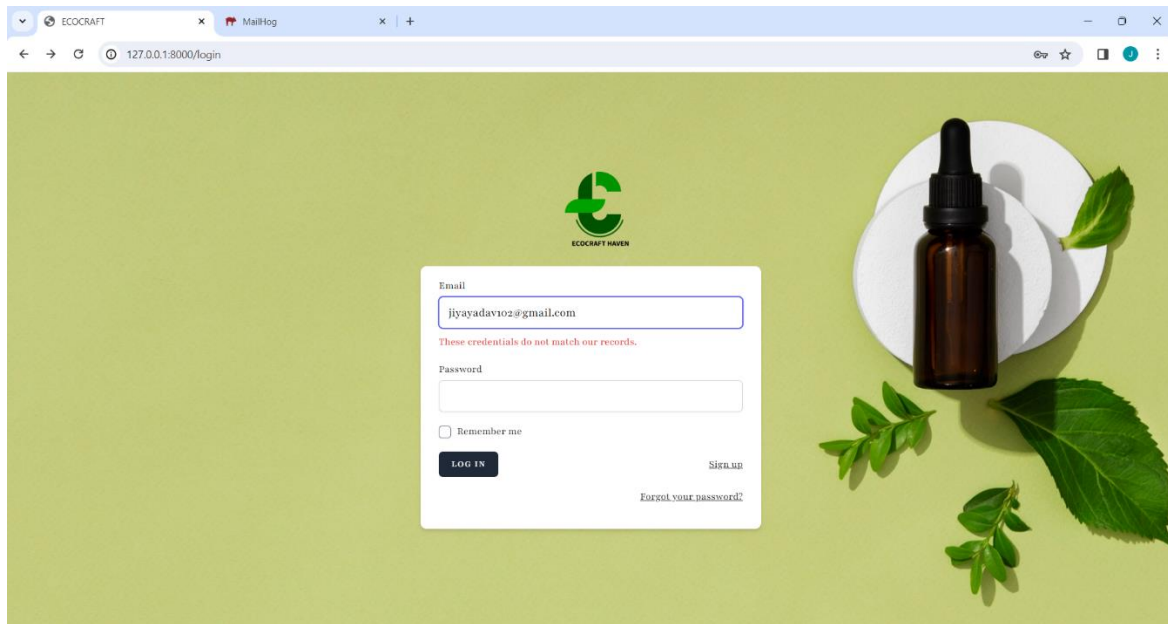 ECOCRAFT
MailHog
127.0.0.1:8000/login
J
ECOCRAFT HAVEN
Email
jiyayadav102@gmail.com
These credentials do not match our records.
Password
Remember me
LOG IN
Sign up
Forgot your password?